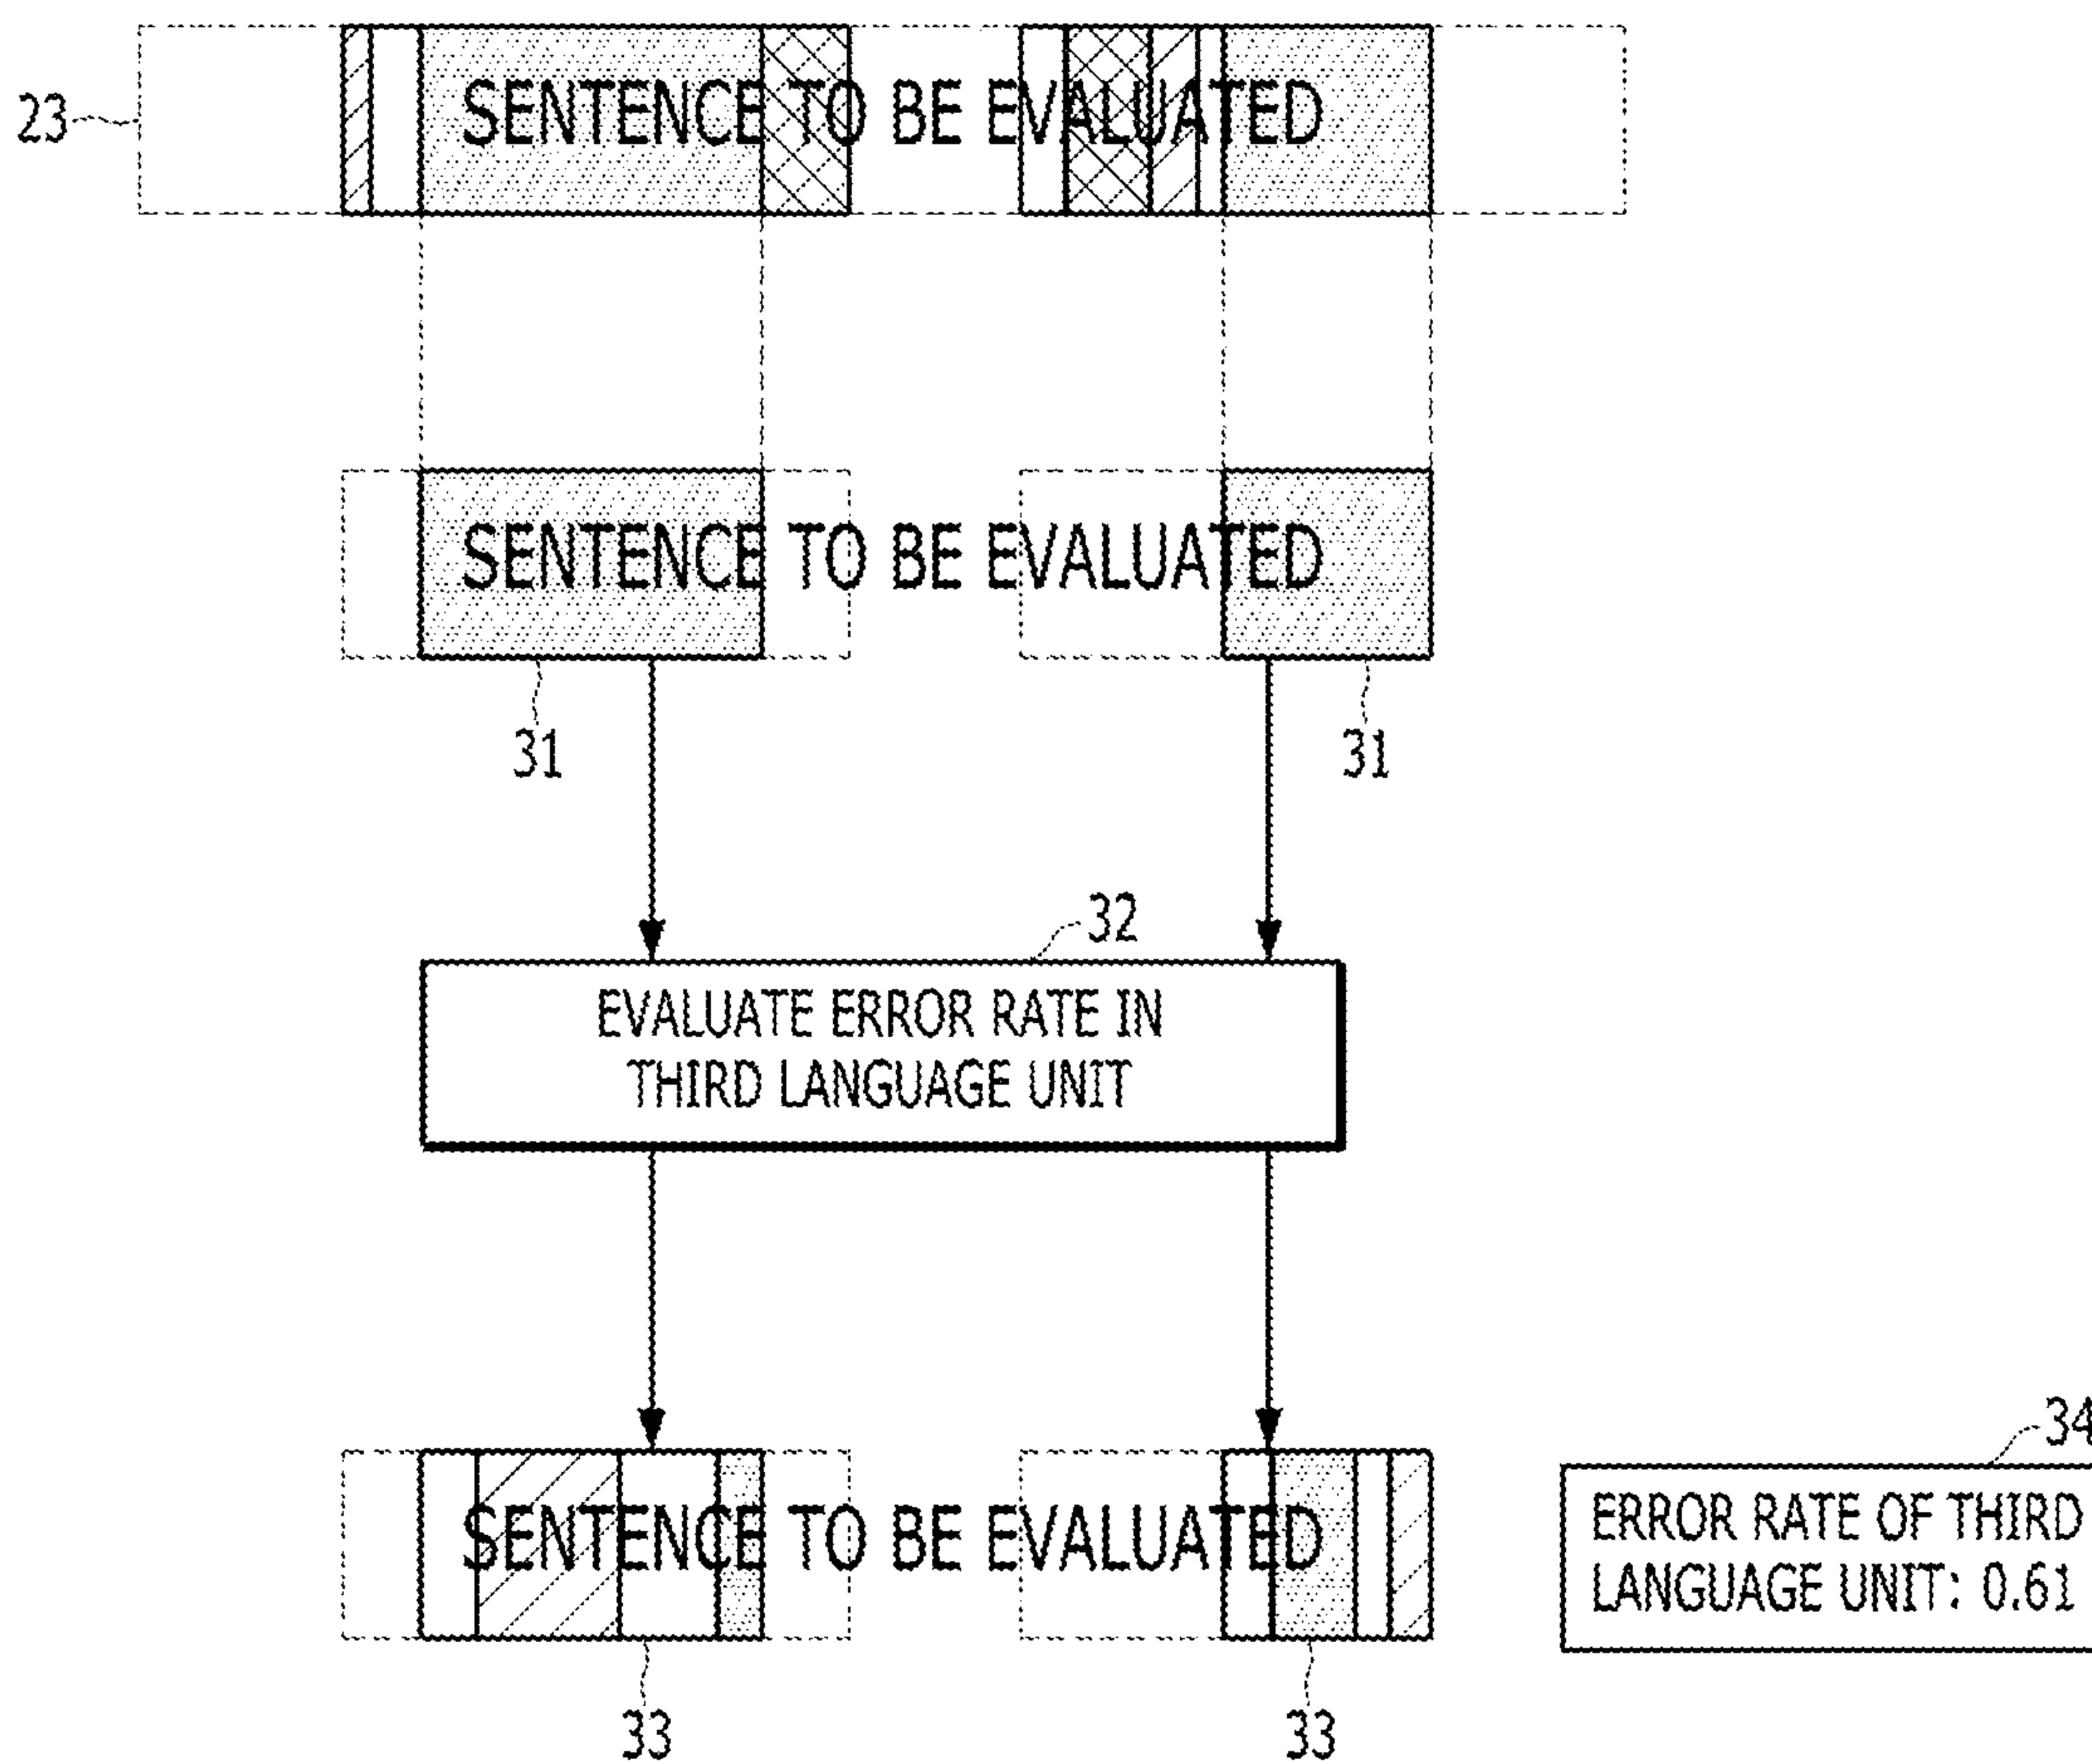 23
SENTENCE TO BE EVALUATED
SENTENCE TO BE EVALUATED
31
31
32
EVALUATE ERROR RATE IN
THIRD LANGUAGE UNIT
34
SENTENCE TO BE EVALUATED
ERROR RATE OF THIRD
LANGUAGE UNIT: 0.61
33
33